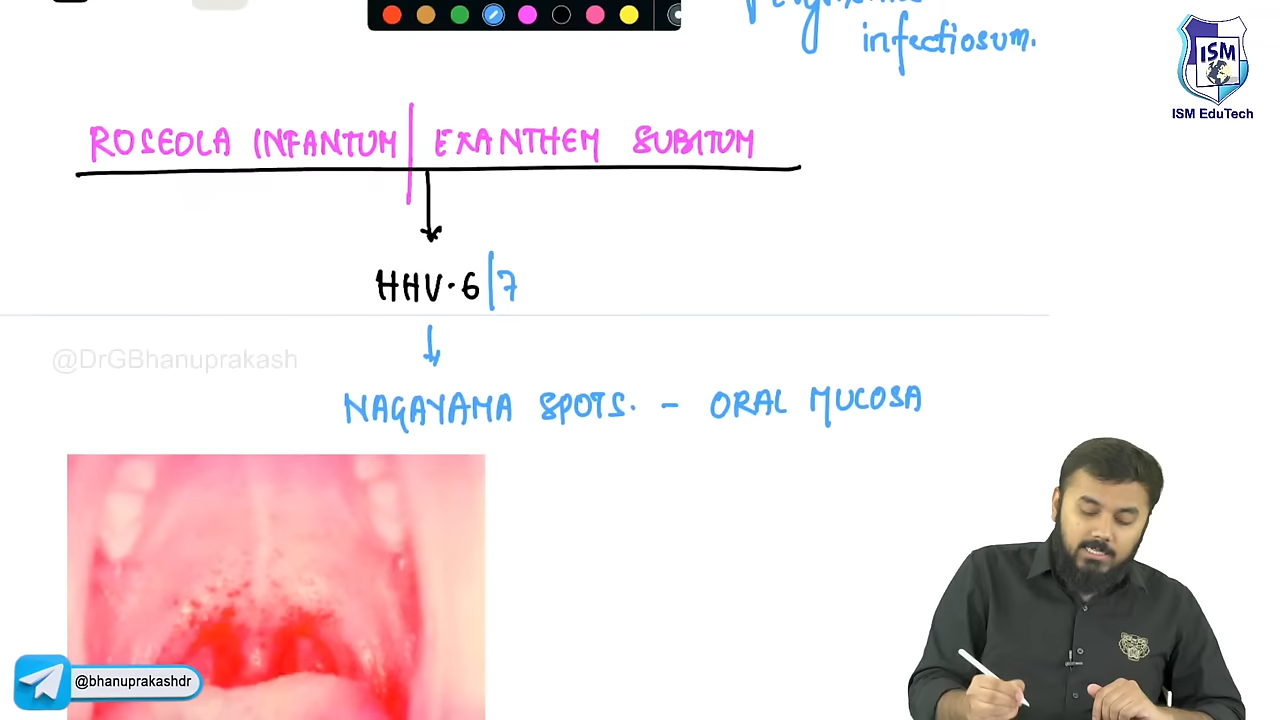 infectiosum.
ISM
ISM EduTech
ROSEOLA INFANTUM | EXANTHEM SUBITUM
HHV-6 | 7
@DrGBhanuprakash
NAGAYAMA SPOTS. - ORAL MUCOSA
@bhanuprakashdr